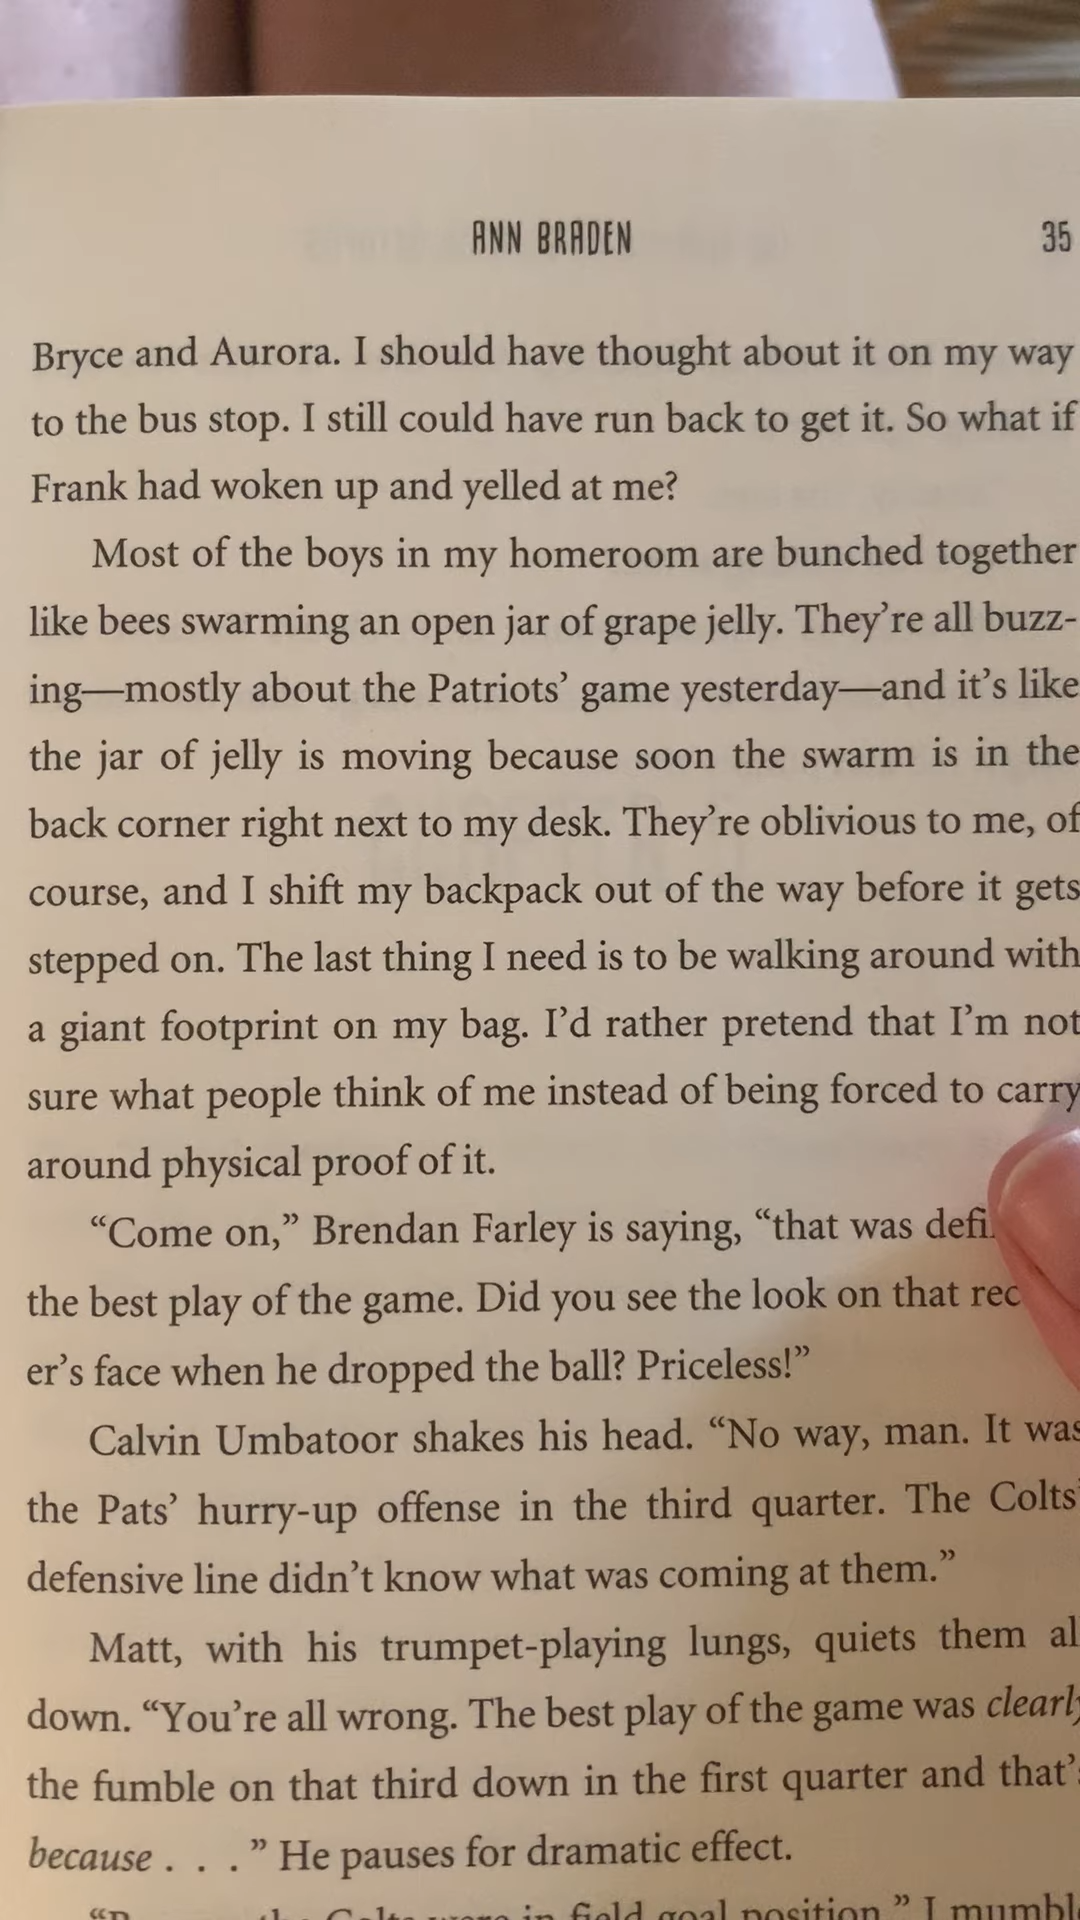 ANN BRADEN 35
Bryce and Aurora. I should have thought about it on my way
to the bus stop. I still could have run back to get it. So what if
Frank had woken up and yelled at me?
Most of the boys in my homeroom are bunched together
like bees swarming an open jar of grape jelly. They’re all buzz-
ing—mostly about the Patriots’ game yesterday—and it’s like
the jar of jelly is moving because soon the swarm is in the
back corner right next to my desk. They’re oblivious to me, of
course, and I shift my backpack out of the way before it gets
stepped on. The last thing I need is to be walking around with
a giant footprint on my bag. I’d rather pretend that I’m not
sure what people think of me instead of being forced to carry
around physical proof of it.
“Come on,” Brendan Farley is saying, “that was
the best play of the game. Did you see the look on that
er’s face when he dropped the ball? Priceless!”
Calvin Umbatoor shakes his head. “No way, man. It was
the Pats’ hurry-up offense in the third quarter. The Colts’
defensive line didn’t know what was coming at them.”
Matt, with his trumpet-playing lungs, quiets them al
down. “You’re all wrong. The best play of the game was clearly
the fumble on that third down in the first quarter and that’s
because . . . ” He pauses for dramatic effect.
the Colts were in field goal position,” I mumbl